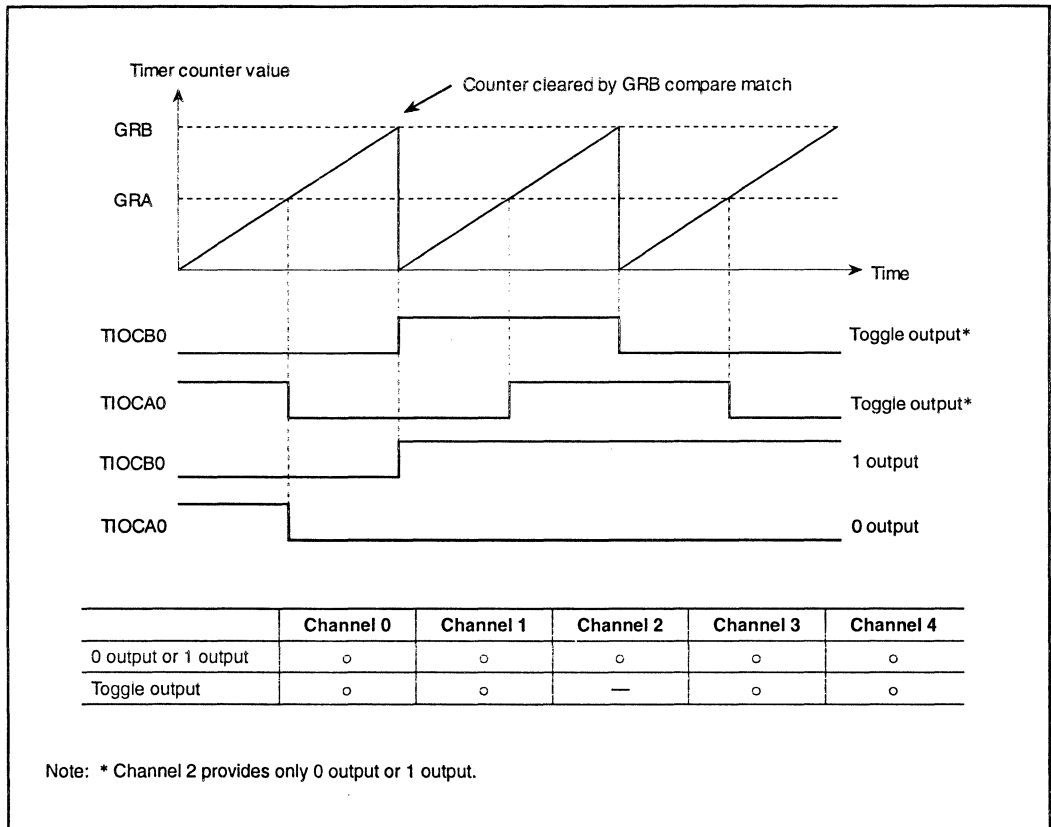 Timer counter value
Counter cleared by GRB compare match
GRB
GRA
Time
TIOCB0 Toggle output*
TIOCA0 Toggle output*
TIOCB0 1 output
TIOCA0 0 output
Channel 0 Channel 1 Channel 2 Channel 3 Channel 4
0 output or 1 output ○ ○ ○ ○ ○
Toggle output ○ ○ — ○ ○
Note: * Channel 2 provides only 0 output or 1 output.